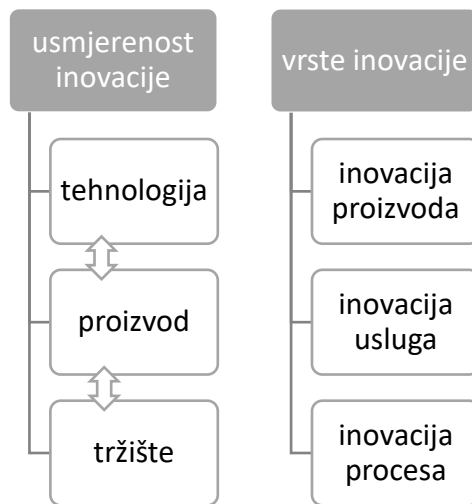 usmjerenost
inovacije
tehnologija
proizvod
tržište
vrste inovacije
inovacija
proizvoda
inovacija
usluga
inovacija
procesa